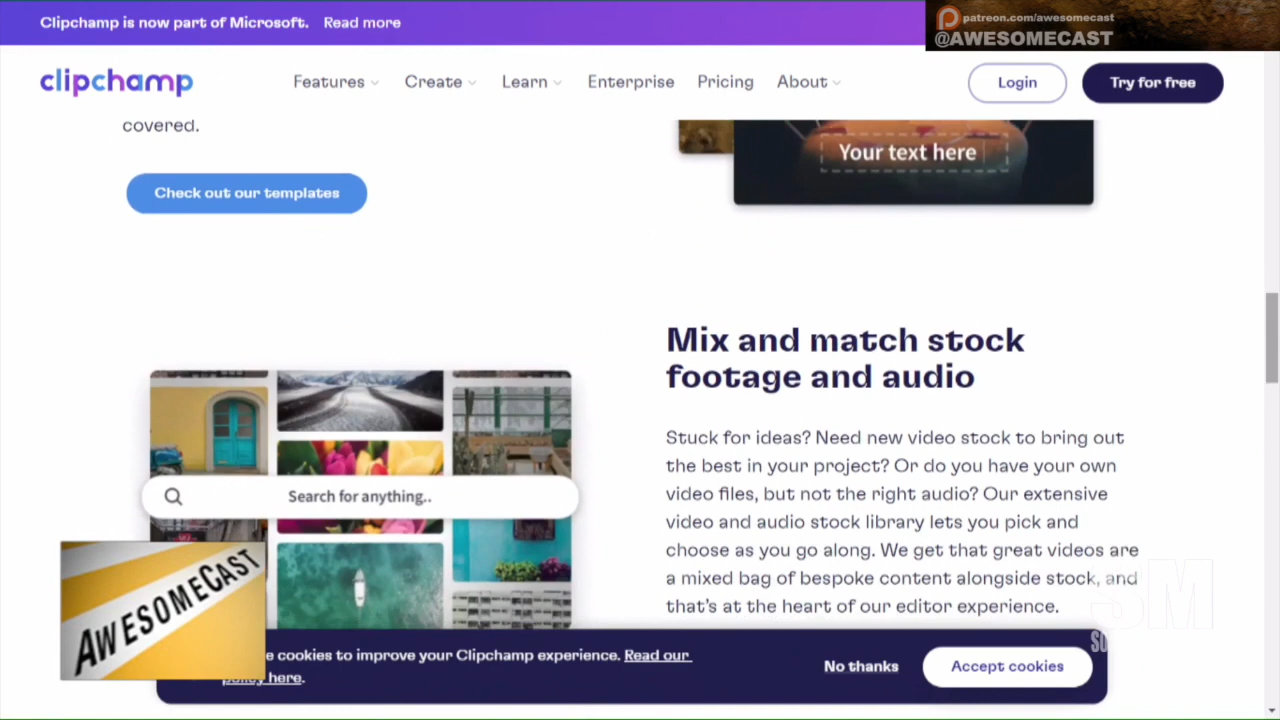 Clipchamp is now part of Microsoft. Read more
patreon.com/awesomecast
@AWESOMECAST
clipchamp
Features Create Learn Enterprise Pricing About
Login
Try for free
covered.
Your text here
Check out our templates
Mix and match stock
footage and audio
Stuck for ideas? Need new video stock to bring out
the best in your project? Or do you have your own
video files, but not the right audio? Our extensive
video and audio stock library lets you pick and
choose as you go along. We get that great videos are
a mixed bag of bespoke content alongside stock, and
that's at the heart of our editor experience.
Search for anything..
AWESOMECAST
SM
e cookies to improve your Clipchamp experience. Read our
policy here.
No thanks
Accept cookies